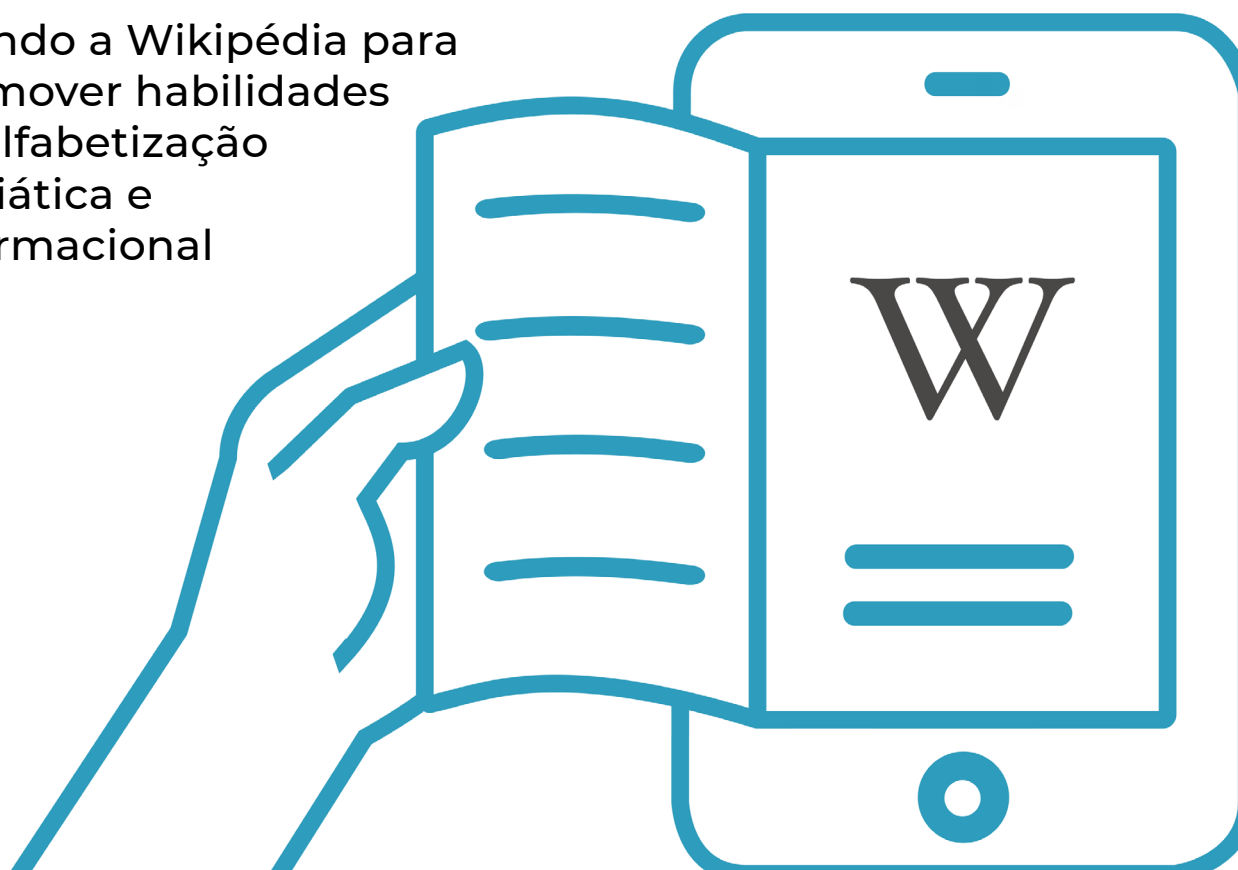 ndo a Wikipédia para
mover habilidades
lfabetização
iática e
rmacional
W